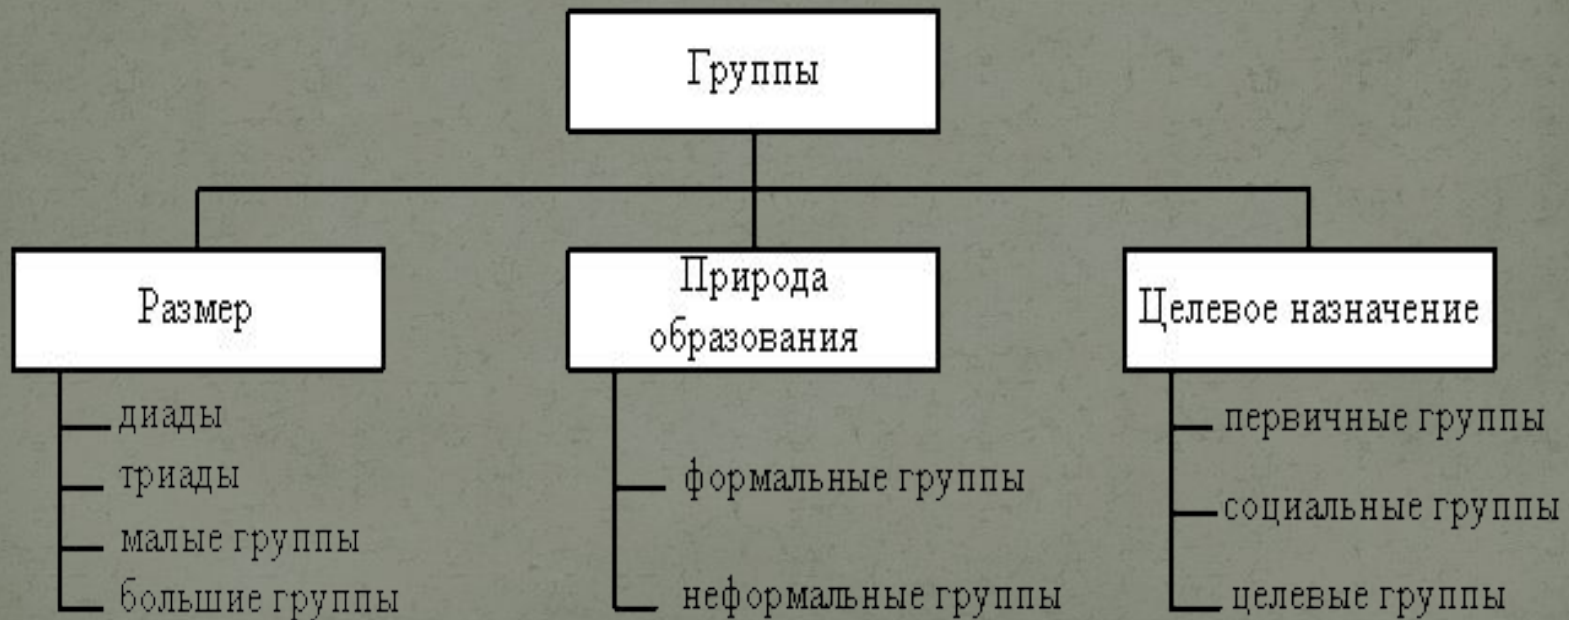 Группы
Размер
диады
триады
малые группы
большие группы
Природа
образования
формальные группы
неформальные группы
Целевое назначение
первичные группы
социальные группы
целевые группы